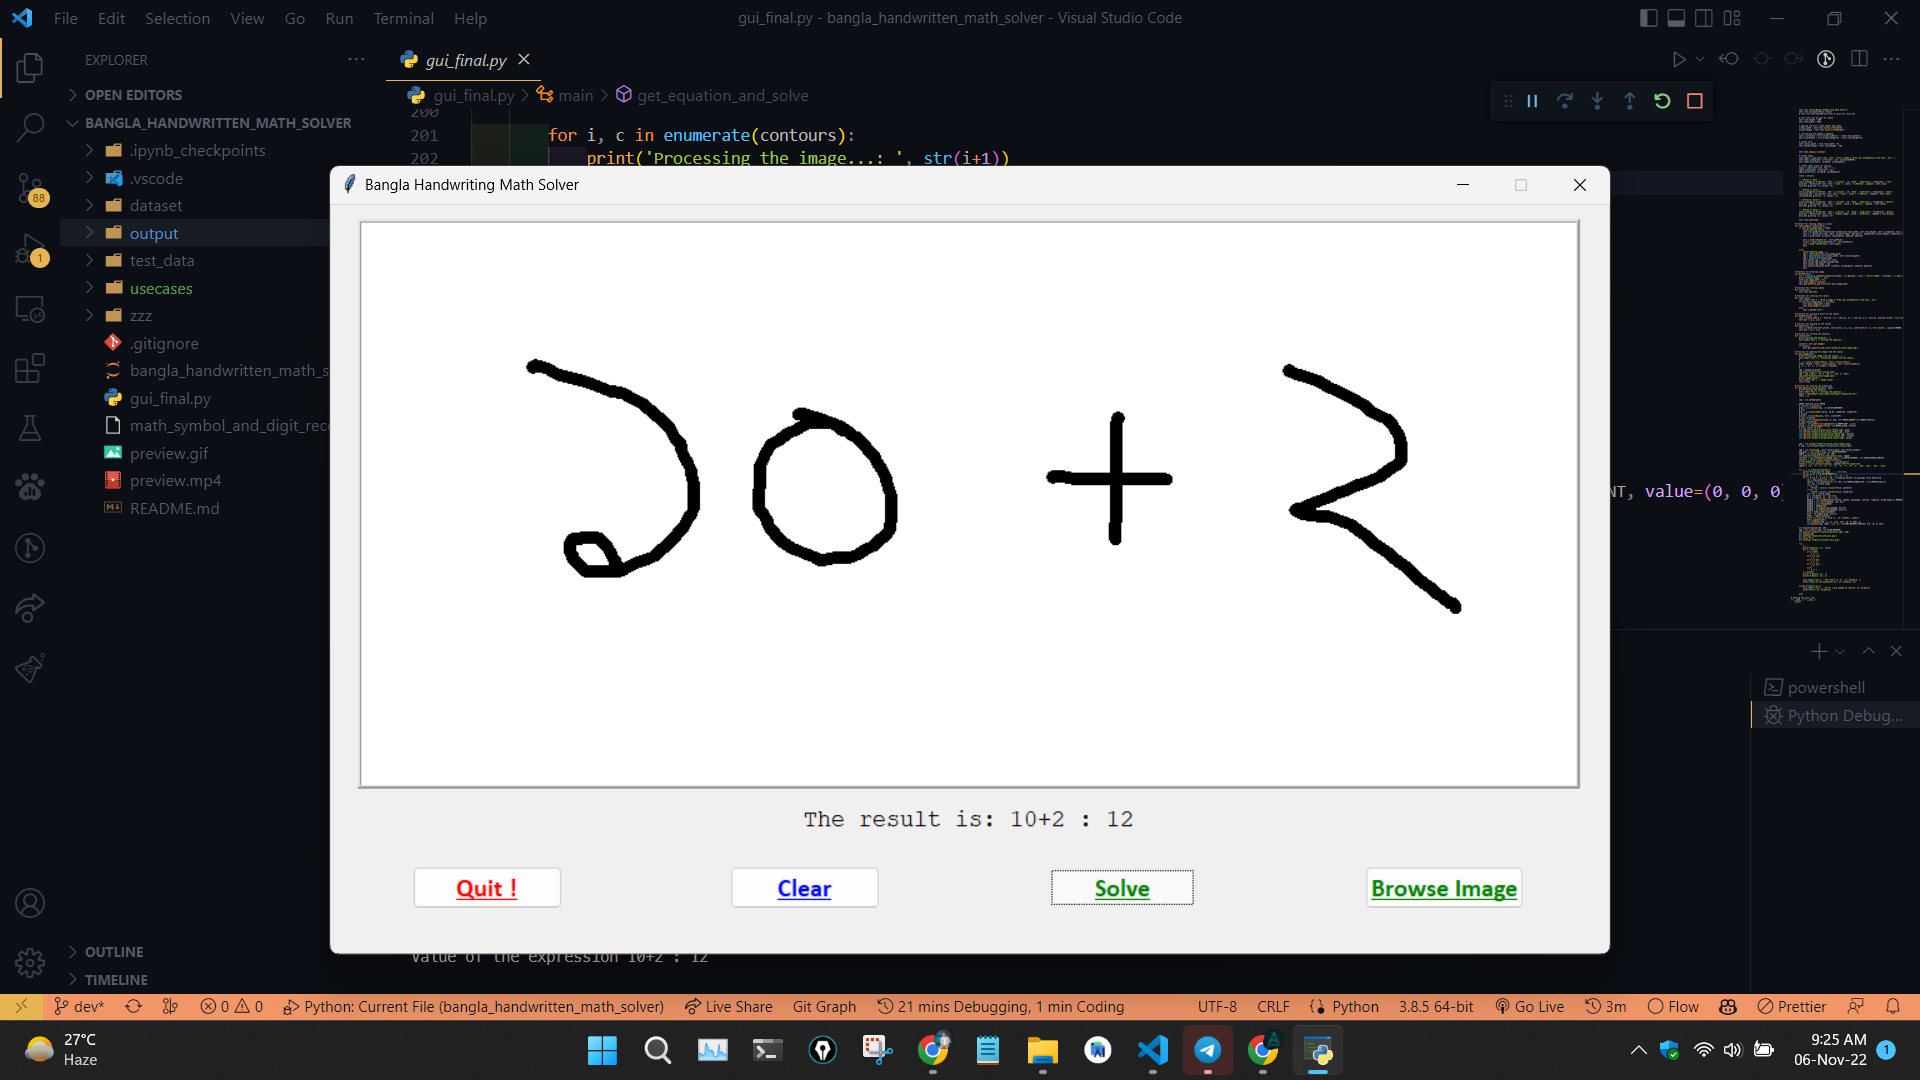 File Edit Selection View Go Run Terminal Help
gui_final.py - bangla_handwritten_math_solver - Visual Studio Code
EXPLORER
OPEN EDITORS
BANGLA_HANDWRITTEN_MATH_SOLVER
.ipynb_checkpoints
.vscode
dataset
output
test_data
usecases
zzz
.gitignore
bangla_handwritten_math_s
gui_final.py
math_symbol_and_digit_rec
preview.gif
preview.mp4
README.md
OUTLINE
TIMELINE
88
1
gui_final.py
gui_final.py > main > get_equation_and_solve
200
201 for i, c in enumerate(contours):
202 print('Processing the image...: ', str(i+1))
NT, value=(0, 0, 0)
Bangla Handwriting Math Solver
১০ + ২
The result is: 10+2 : 12
Quit !
Clear
Solve
Browse Image
Value of the expression 10+2 : 12
powershell
Python Debug...
dev* 0 0 Python: Current File (bangla_handwritten_math_solver) Live Share Git Graph 21 mins Debugging, 1 min Coding UTF-8 CRLF Python 3.8.5 64-bit Go Live 3m Flow Prettier
27°C
Haze
9:25 AM
06-Nov-22
1